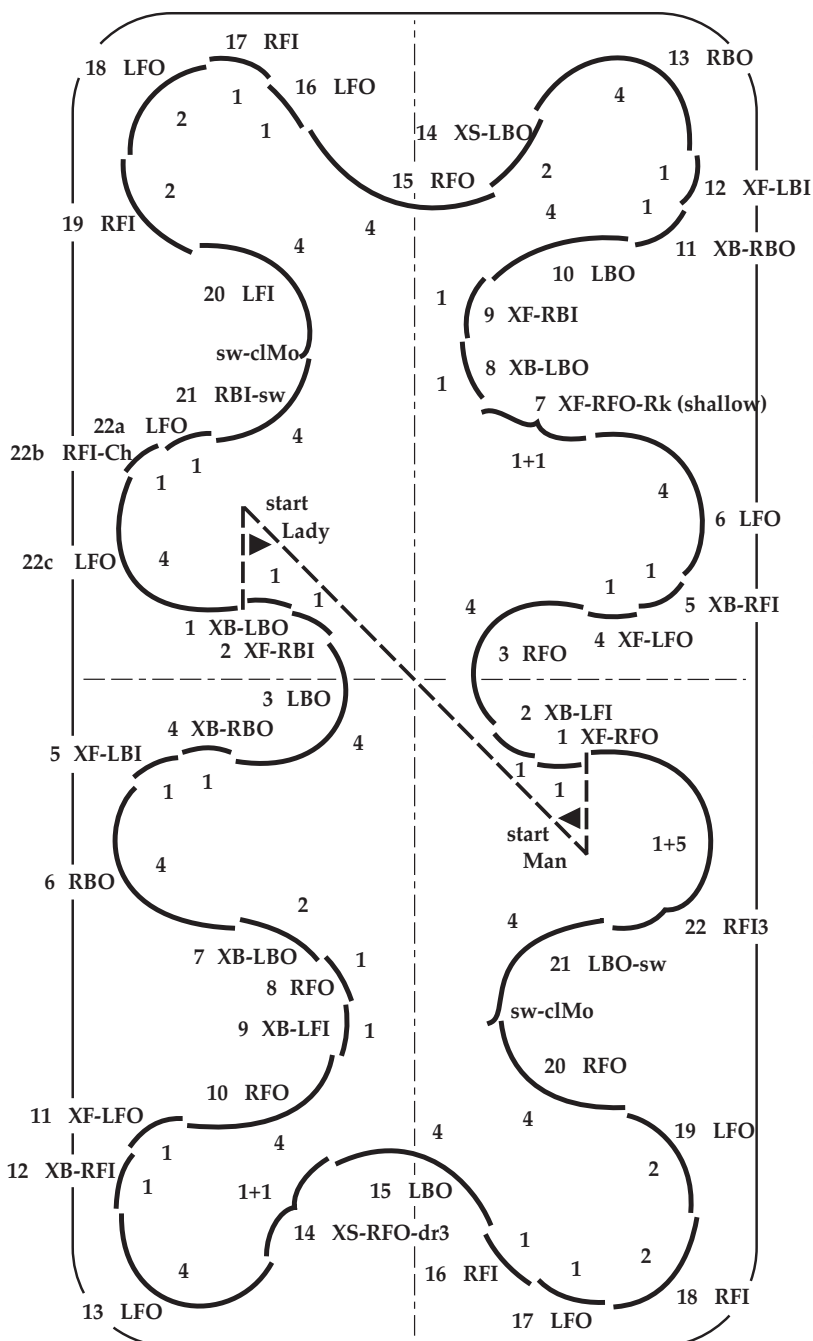 17 RFI
18 LFO
16 LFO
1
2
1
13 RBO
4
14 XS-LBO
2
15 RFO
4
4
1
12 XF-LBI
1
11 XB-RBO
2
19 RFI
4
20 LFI
10 LBO
1
9 XF-RBI
sw-clMo
8 XB-LBO
1
21 RBI-sw
4
7 XF-RFO-Rk (shallow)
1+1
22a LFO
22b RFI-Ch
1
1
start
Lady
4
6 LFO
22c LFO
4
1
1
1 XB-LBO
2 XF-RBI
4
1
1
5 XB-RFI
4 XF-LFO
3 RFO
3 LBO
4
2 XB-LFI
1 XF-RFO
1
1
4 XB-RBO
5 XF-LBI
1
1
start
Man
1+5
4
6 RBO
2
7 XB-LBO
1
8 RFO
9 XB-LFI
1
4
22 RFI3
21 LBO-sw
sw-clMo
20 RFO
4
10 RFO
4
11 XF-LFO
1
12 XB-RFI
1
19 LFO
2
4
1+1
15 LBO
14 XS-RFO-dr3
4
13 LFO
1
16 RFI
1
17 LFO
2
18 RFI